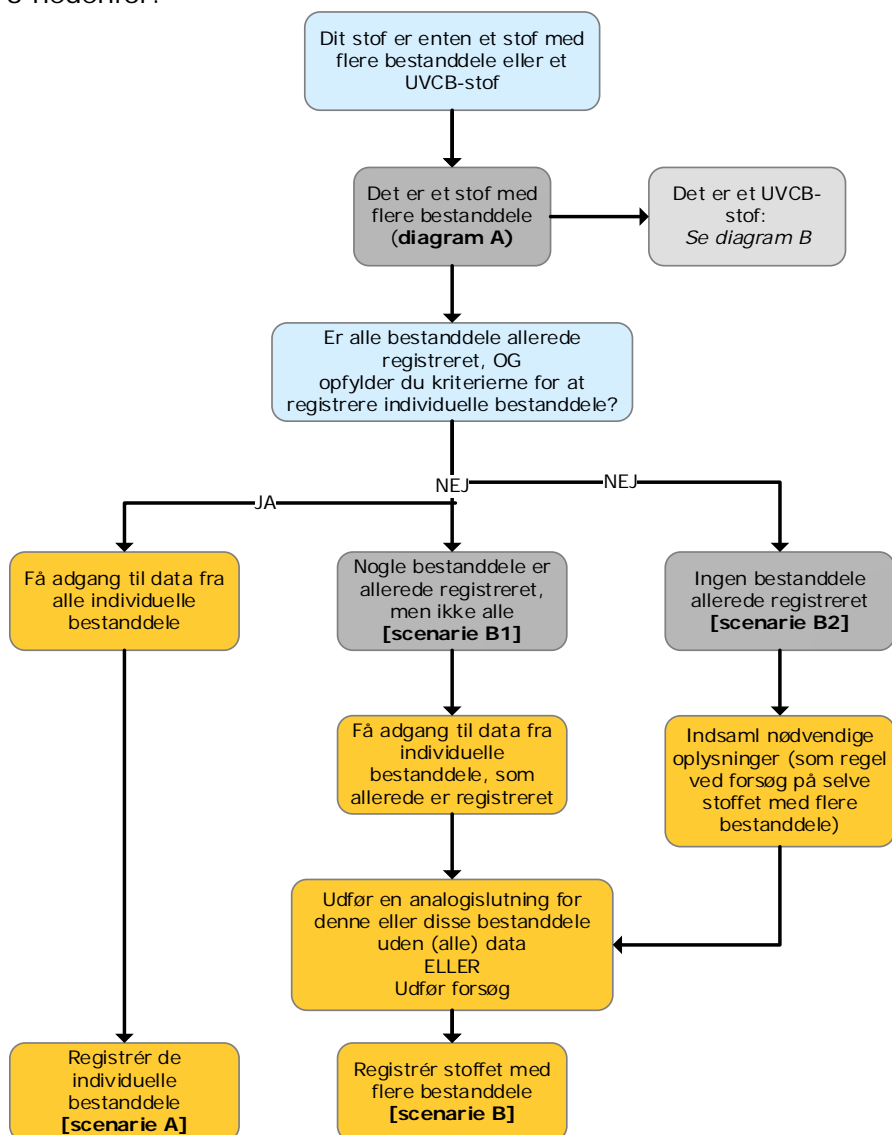 Dit stof er enten et stof med
flere bestanddele eller et
UVCB-stof
Det er et stof med
flere bestanddele
(diagram A)
Det er et UVCB-
stof:
Se diagram B
Er alle bestanddele allerede
registreret, OG
opfylder du kriterierne for at
registrere individuelle bestanddele?
JA
NEJ
NEJ
Få adgang til data fra
alle individuelle
bestanddele
Nogle bestanddele er
allerede registreret,
men ikke alle
[scenarie B1]
Ingen bestanddele
allerede registreret
[scenarie B2]
Få adgang til data fra
individuelle
bestanddele, som
allerede er registreret
Indsaml nødvendige
oplysninger (som regel
ved forsøg på selve
stoffet med flere
bestanddele)
Udfør en analogislutning for
denne eller disse bestanddele
uden (alle) data
ELLER
Udfør forsøg
Registrér de
individuelle
bestanddele
[scenarie A]
Registrér stoffet med
flere bestanddele
[scenarie B]